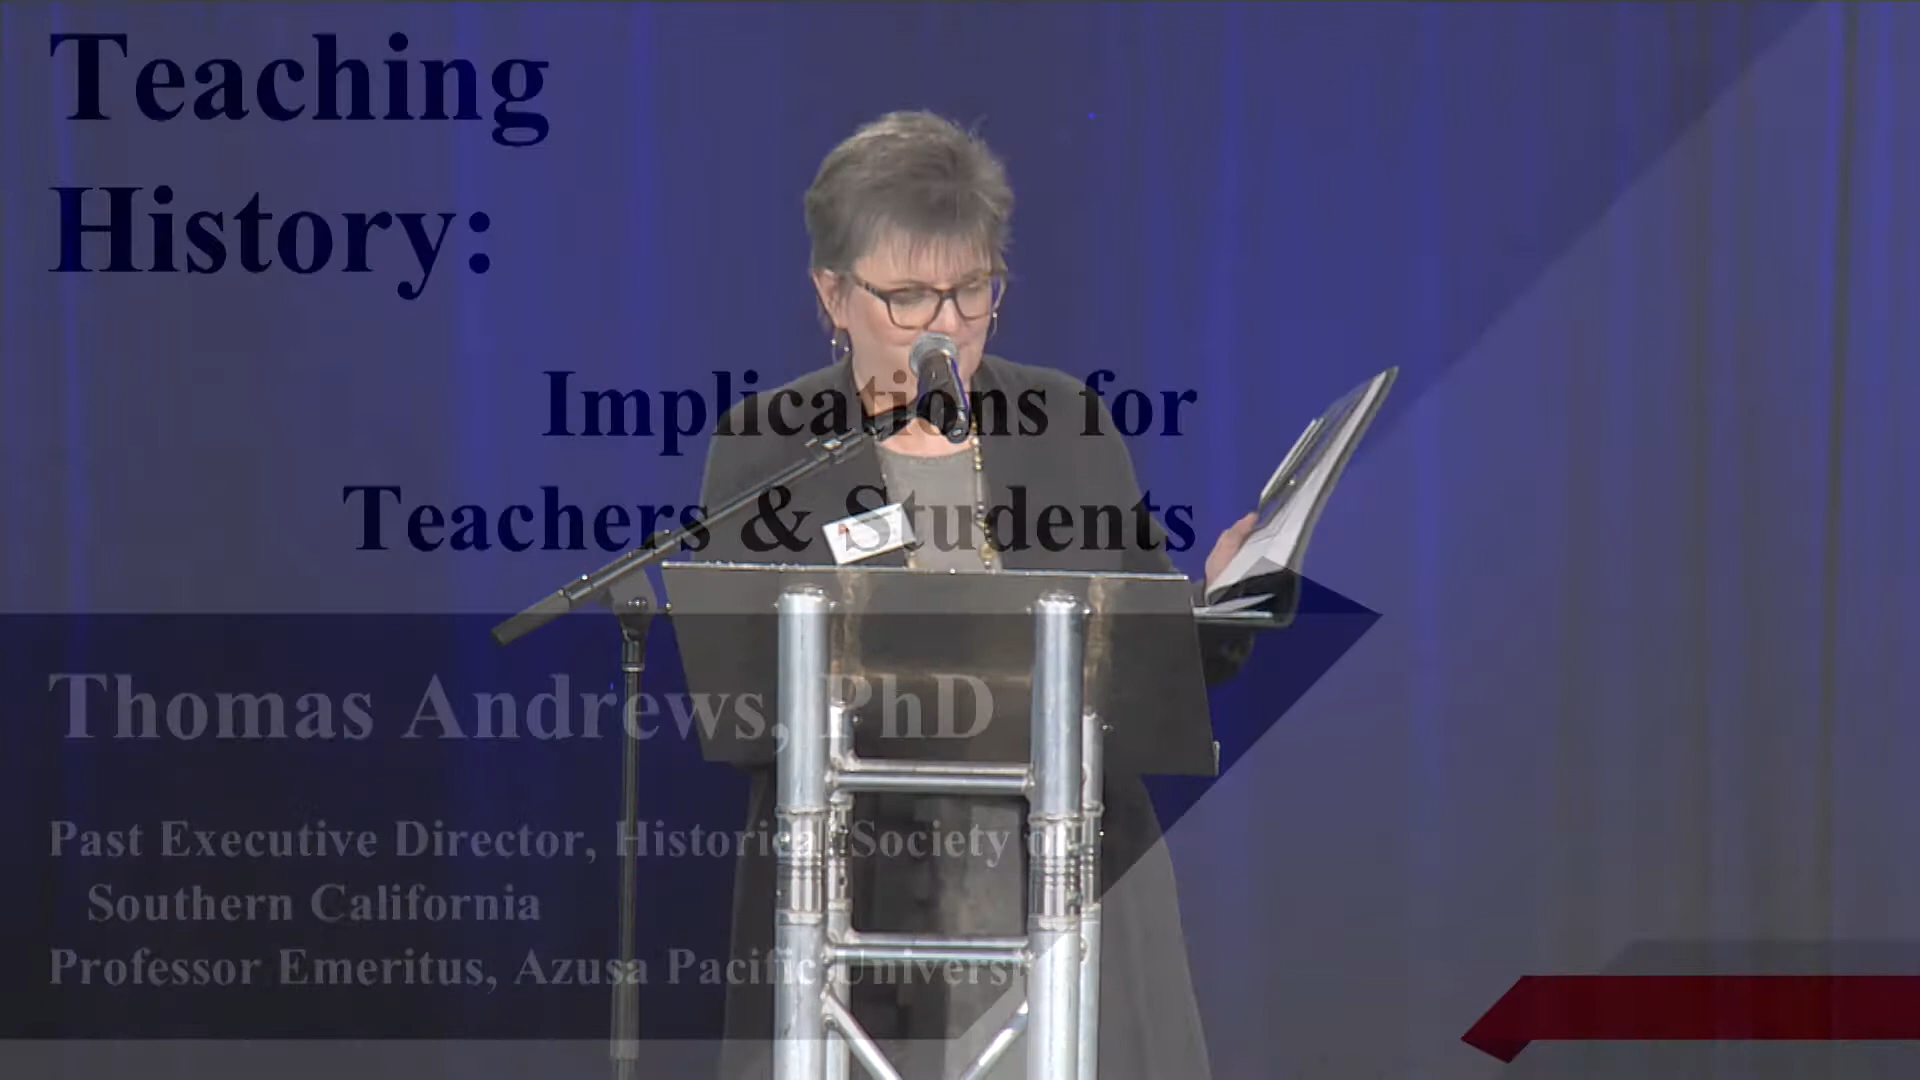 Teaching
History:
Implications for
Teachers & Students
Thomas Andrews, PhD
Past Executive Director, Historical Society of
Southern California
Professor Emeritus, Azusa Pacific